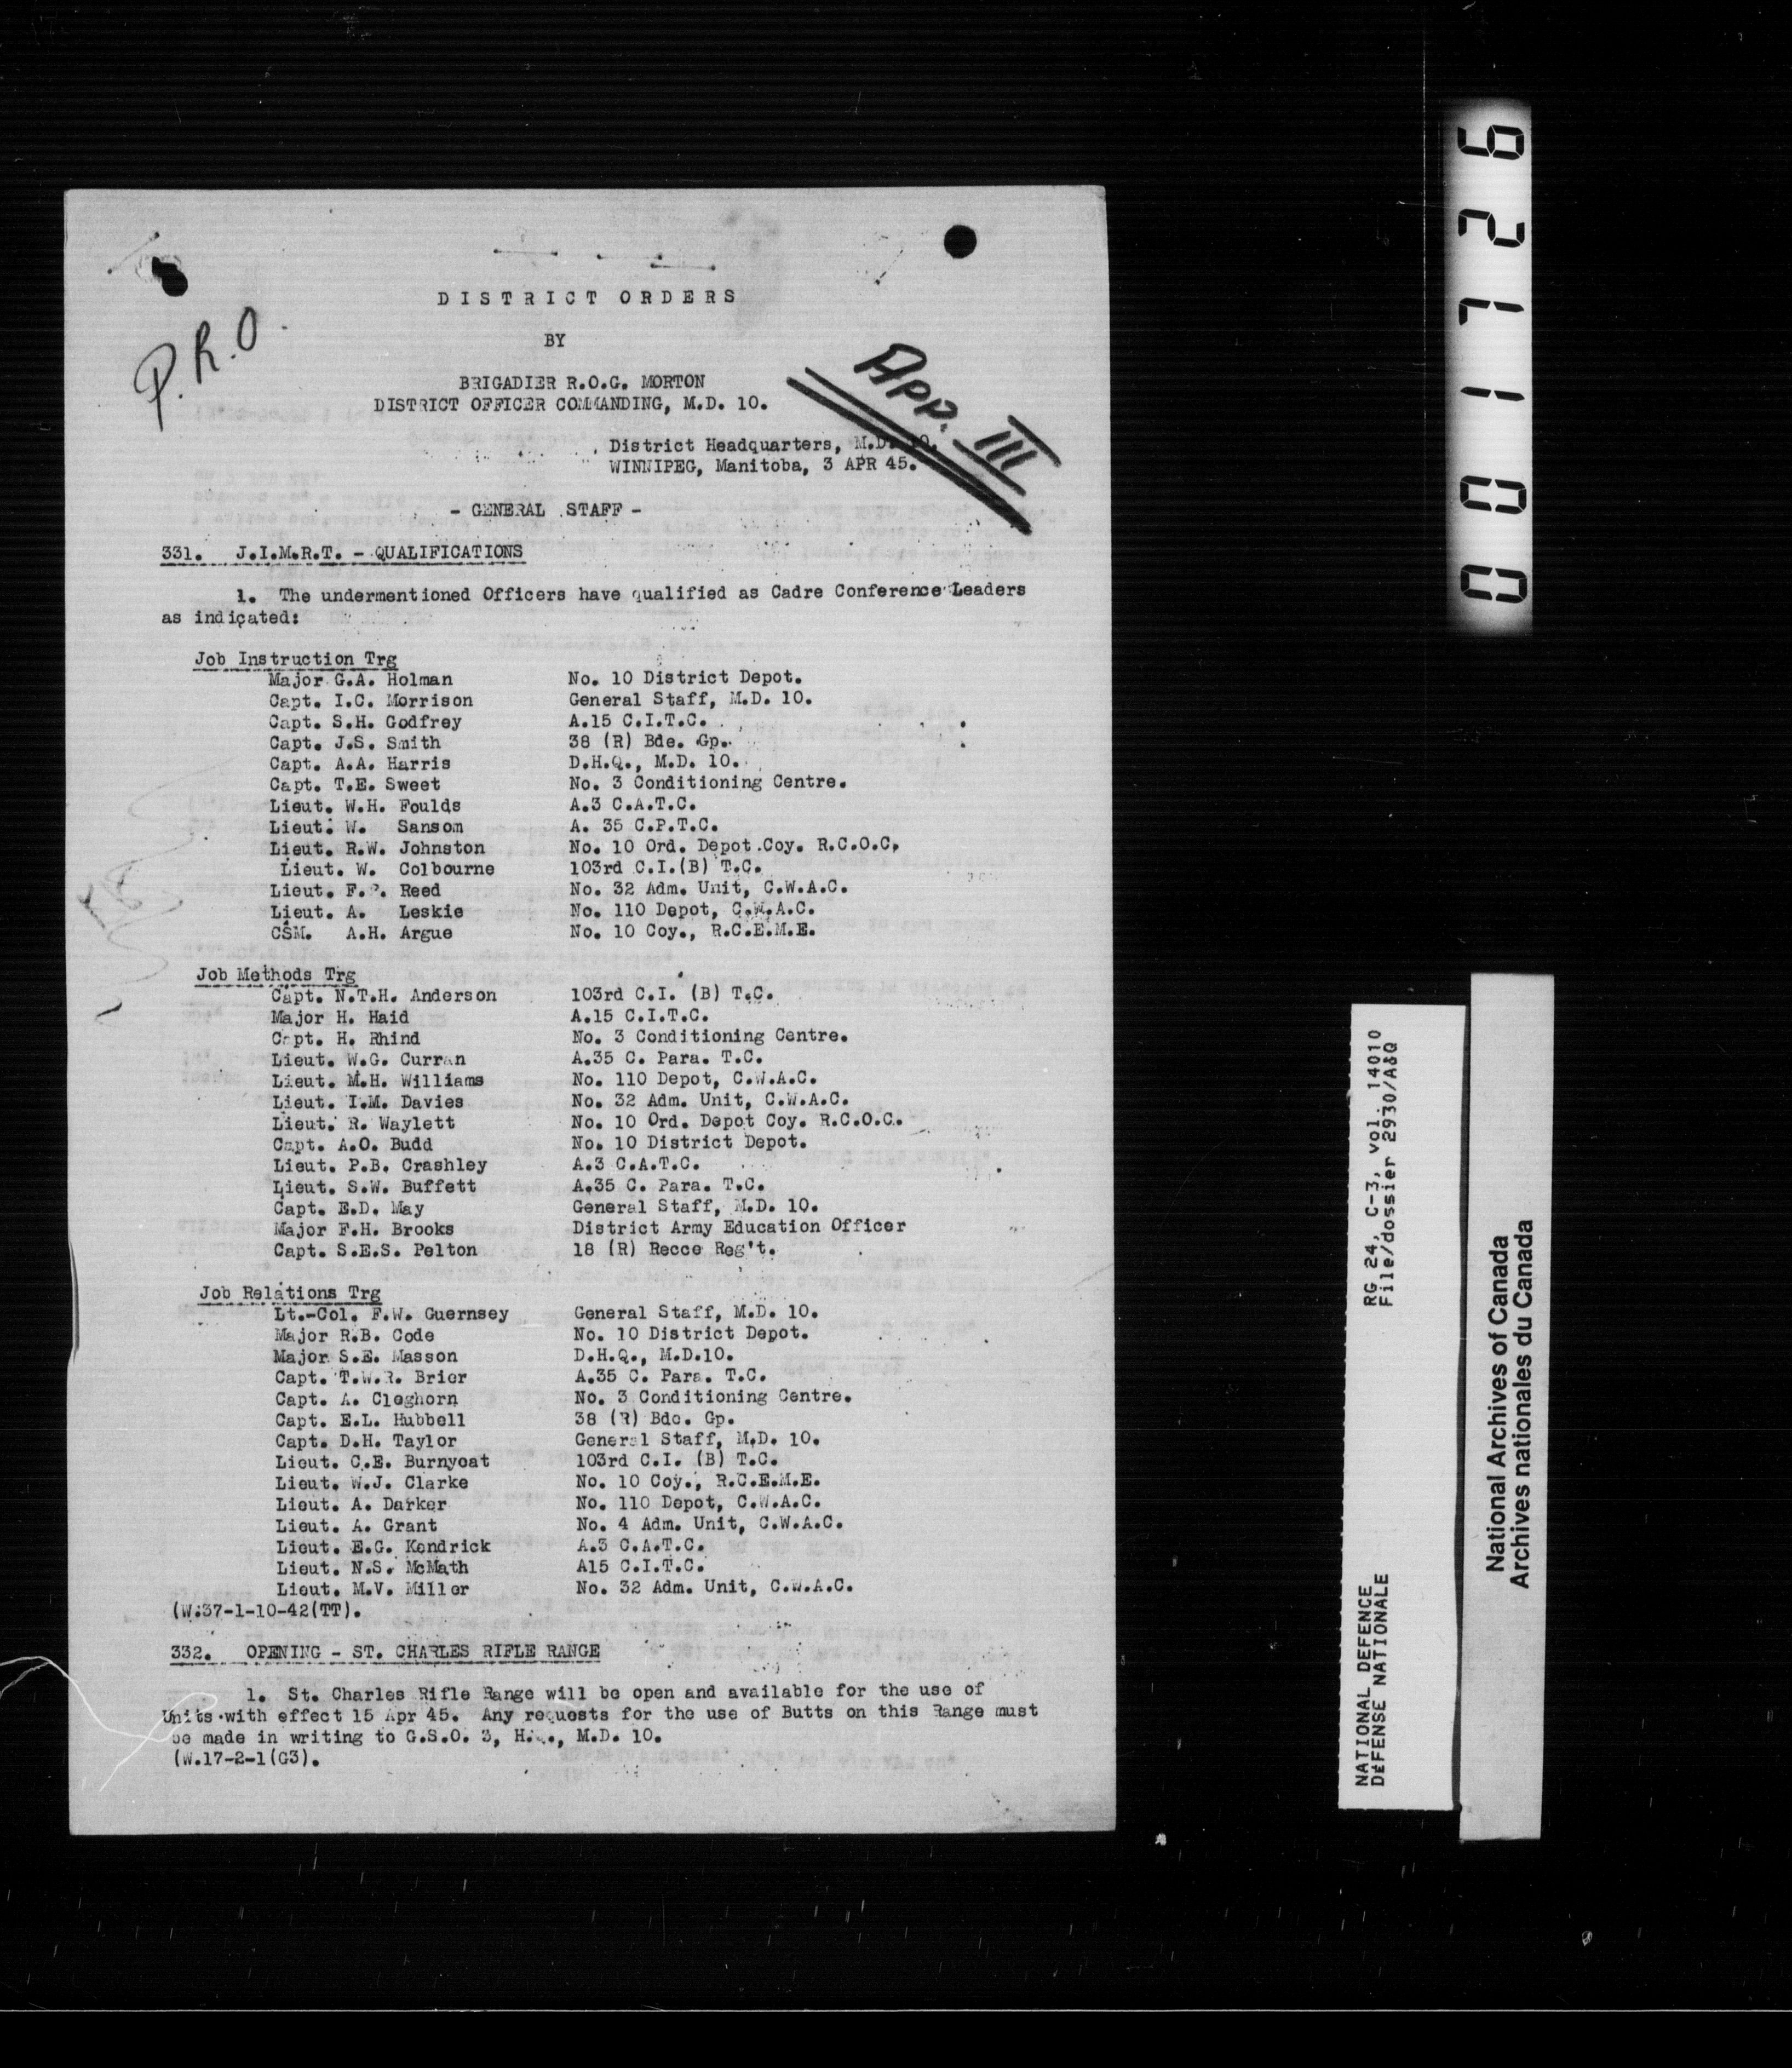 P.R.O.
App. III
DISTRICT ORDERS
BY
BRIGADIER R.O.G. MORTON
DISTRICT OFFICER COMMANDING, M.D. 10.
District Headquarters, M.D. 10.
WINNIPEG, Manitoba, 3 APR 45.
- GENERAL STAFF -
331. J.I.M.R.T. - QUALIFICATIONS
1. The undermentioned Officers have qualified as Cadre Conference Leaders
as indicated:
Job Instruction Trg
Major G.A. Holman No. 10 District Depot.
Capt. I.C. Morrison General Staff, M.D. 10.
Capt. S.H. Godfrey A.15 C.I.T.C.
Capt. J.S. Smith 38 (R) Bde. Gp.
Capt. A.A. Harris D.H.Q., M.D. 10.
Capt. T.E. Sweet No. 3 Conditioning Centre.
Lieut. W.H. Foulds A.3 C.A.T.C.
Lieut. W. Sansom A. 35 C.P.T.C.
Lieut. R.W. Johnston No. 10 Ord. Depot Coy. R.C.O.C.
Lieut. W. Colbourne 103rd C.I.(B) T.C.
Lieut. F. Reed No. 32 Adm. Unit, C.W.A.C.
Lieut. A. Leskie No. 110 Depot, C.W.A.C.
CSM. A.H. Argue No. 10 Coy., R.C.E.M.E.
Job Methods Trg
Capt. N.T.H. Anderson 103rd C.I. (B) T.C.
Major H. Haid A.15 C.I.T.C.
Capt. H. Rhind No. 3 Conditioning Centre.
Lieut. W.G. Curran A.35 C. Para. T.C.
Lieut. M.H. Williams No. 110 Depot, C.W.A.C.
Lieut. I.M. Davies No. 32 Adm. Unit, C.W.A.C.
Lieut. R. Waylett No. 10 Ord. Depot Coy. R.C.O.C.
Capt. A.O. Budd No. 10 District Depot.
Lieut. P.B. Crashley A.3 C.A.T.C.
Lieut. S.W. Buffett A.35 C. Para. T.C.
Capt. E.D. May General Staff, M.D. 10.
Major F.H. Brooks District Army Education Officer
Capt. S.E.S. Pelton 18 (R) Recce Reg't.
Job Relations Trg
Lt.-Col. F.W. Guernsey General Staff, M.D. 10.
Major R.B. Code No. 10 District Depot.
Major S.E. Masson D.H.Q., M.D.10.
Capt. T.W.R. Brier A.35 C. Para. T.C.
Capt. A. Cleghorn No. 3 Conditioning Centre.
Capt. E.L. Hubbell 38 (R) Bde. Gp.
Capt. D.H. Taylor General Staff, M.D. 10.
Lieut. C.E. Burnyeat 103rd C.I. (B) T.C.
Lieut. W.J. Clarke No. 10 Coy., R.C.E.M.E.
Lieut. A. Darker No. 110 Depot, C.W.A.C.
Lieut. A. Grant No. 4 Adm. Unit, C.W.A.C.
Lieut. E.G. Kendrick A.3 C.A.T.C.
Lieut. N.S. McMath A15 C.I.T.C.
Lieut. M.V. Miller No. 32 Adm. Unit, C.W.A.C.
(W.37-1-10-42(TT).
332. OPENING - ST. CHARLES RIFLE RANGE
1. St. Charles Rifle Range will be open and available for the use of
Units with effect 15 Apr 45. Any requests for the use of Butts on this Range must
be made in writing to G.S.O. 3, M.D. 10.
(W.17-2-1(G3).
001726
NATIONAL DEFENCE RG 24, C-3, vol. 14010
DÉFENSE NATIONALE File/dossier 2930/A&Q
National Archives of Canada
Archives nationales du Canada